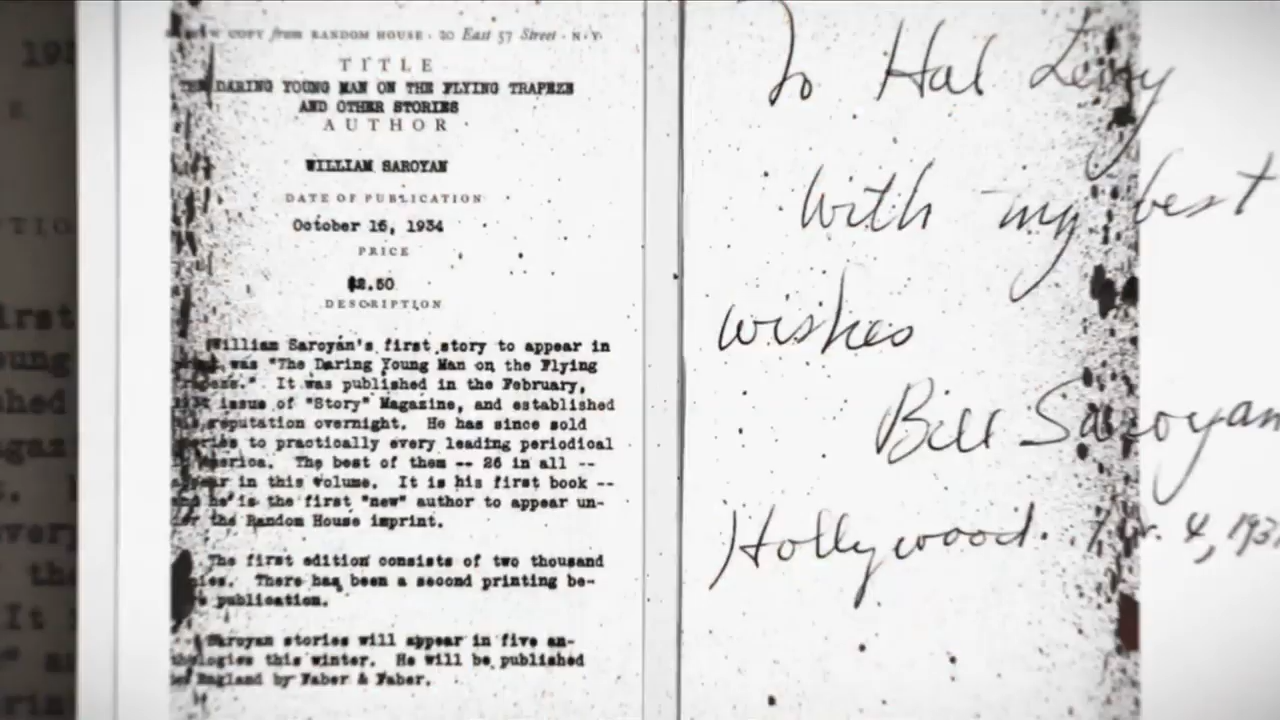 COPY from RANDOM HOUSE · 20 East 57 Street · N·Y·
TITLE
THE DARING YOUNG MAN ON THE FLYING TRAPEZE
AND OTHER STORIES
AUTHOR
WILLIAM SAROYAN
DATE OF PUBLICATION
October 15, 1934
PRICE
$2.50
DESCRIPTION
William Saroyan's first story to appear in
was "The Daring Young Man on the Flying
It was published in the February,
issue of "Story" Magazine, and established
reputation overnight. He has since sold
to practically every leading periodical
America. The best of them -- 26 in all --
in this volume. It is his first book --
he is the first "new" author to appear un-
the Random House imprint.
The first edition consists of two thousand
There has been a second printing be-
publication.
Saroyan stories will appear in five an-
thologies this winter. He will be published
England by Faber & Faber.
To Hal Levy
With my best
wishes
Bill Saroyan
Hollywood. 4, 193